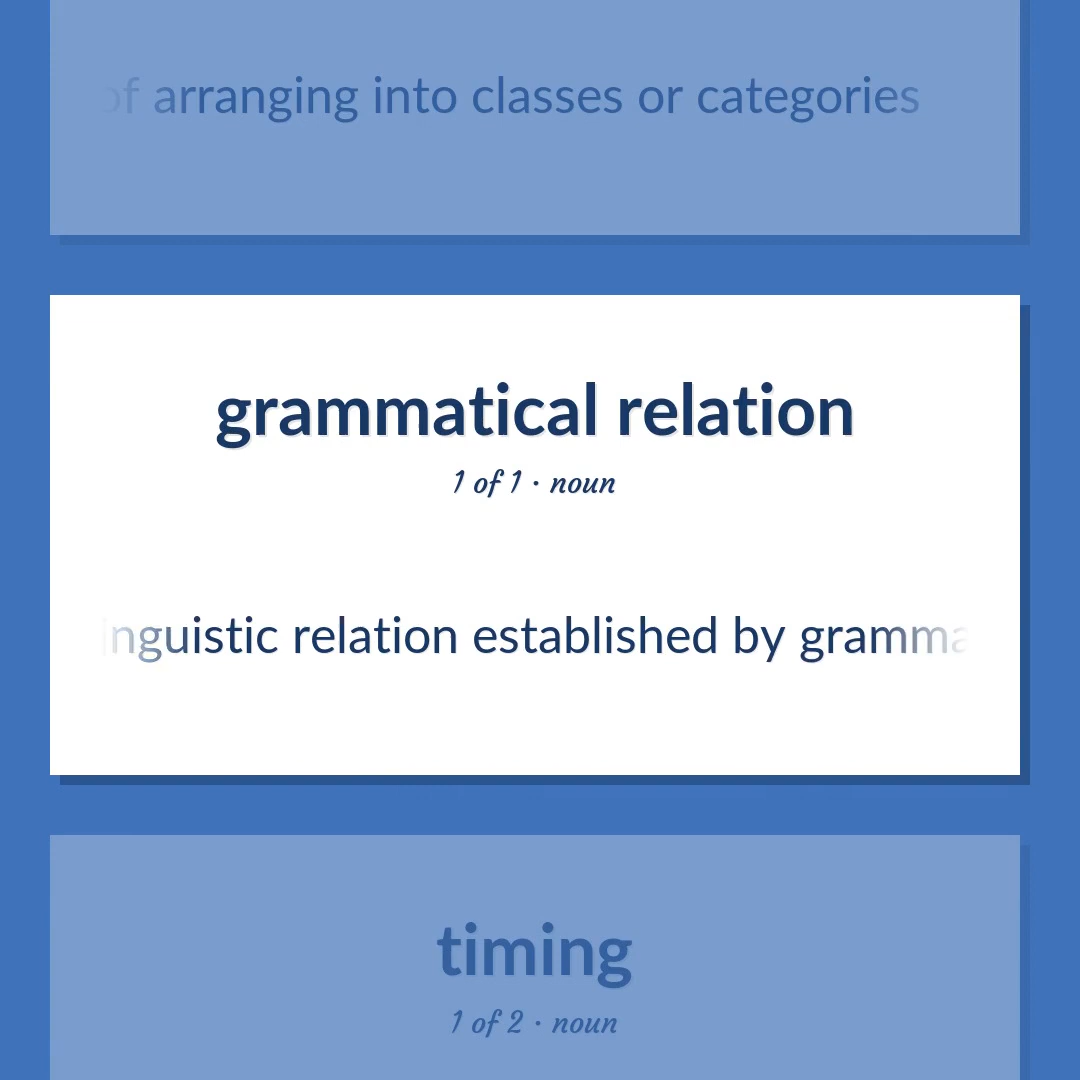 of arranging into classes or categories
grammatical relation
1 of 1 · noun
inguistic relation established by gramma
timing
1 of 2 · noun